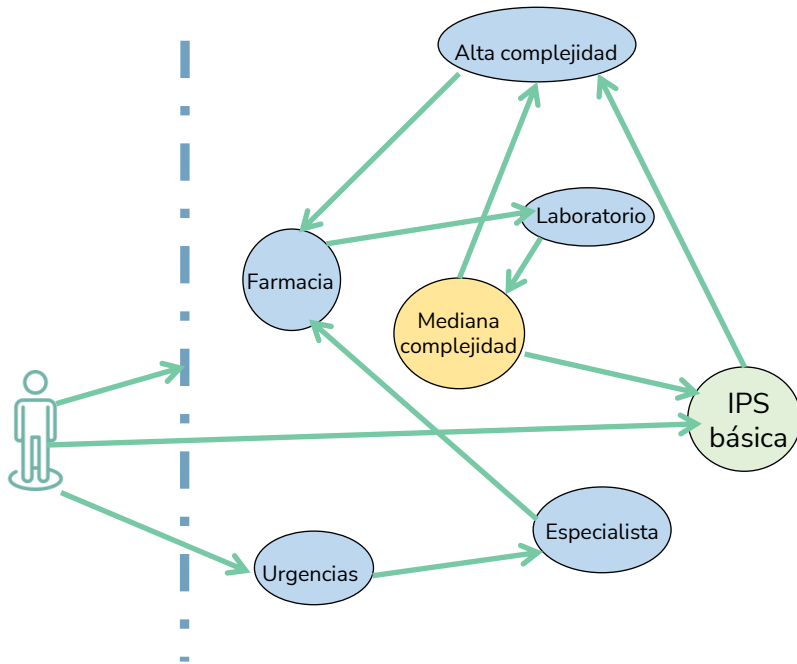 Alta complejidad
Laboratorio
Farmacia
Mediana
complejidad
IPS
básica
Especialista
Urgencias